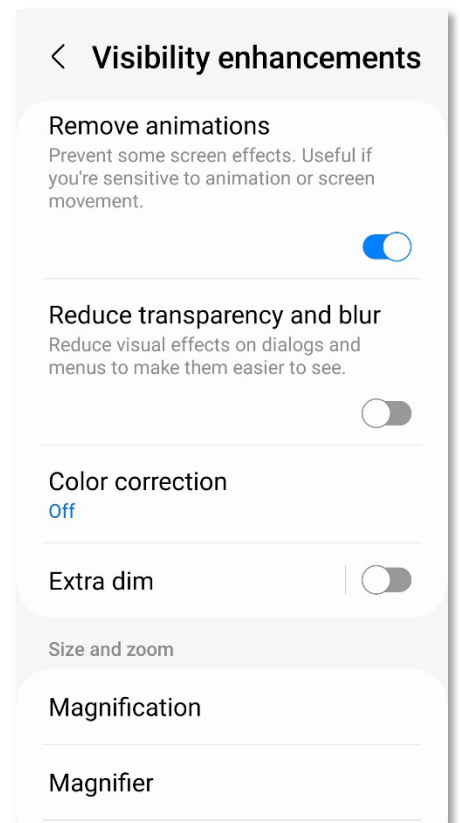 Visibility enhancements
Remove animations
Prevent some screen effects. Useful if
you're sensitive to animation or screen
movement.
Reduce transparency and blur
Reduce visual effects on dialogs and
menus to make them easier to see.
Color correction
Off
Extra dim
Size and zoom
Magnification
Magnifier